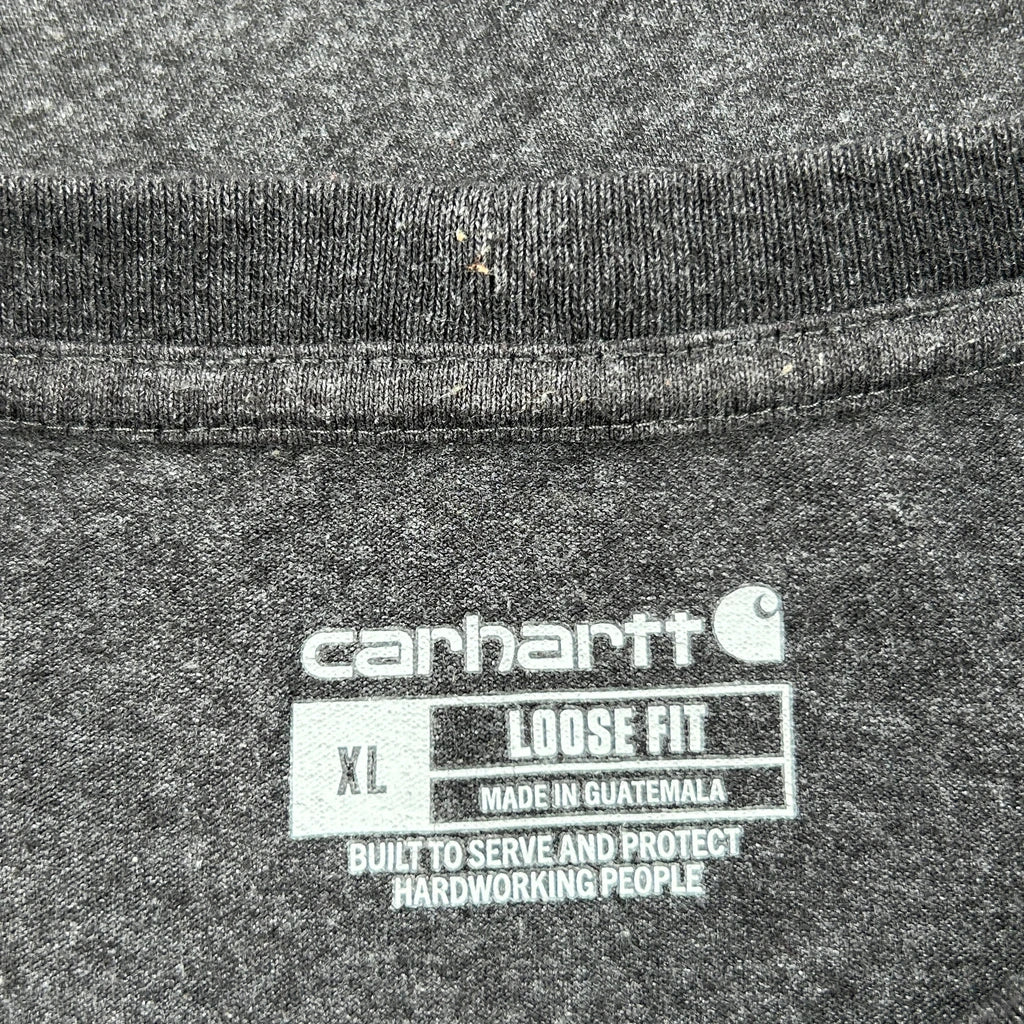 carhartt
XL
LOOSE FIT
MADE IN GUATEMALA
BUILT TO SERVE AND PROTECT
HARDWORKING PEOPLE